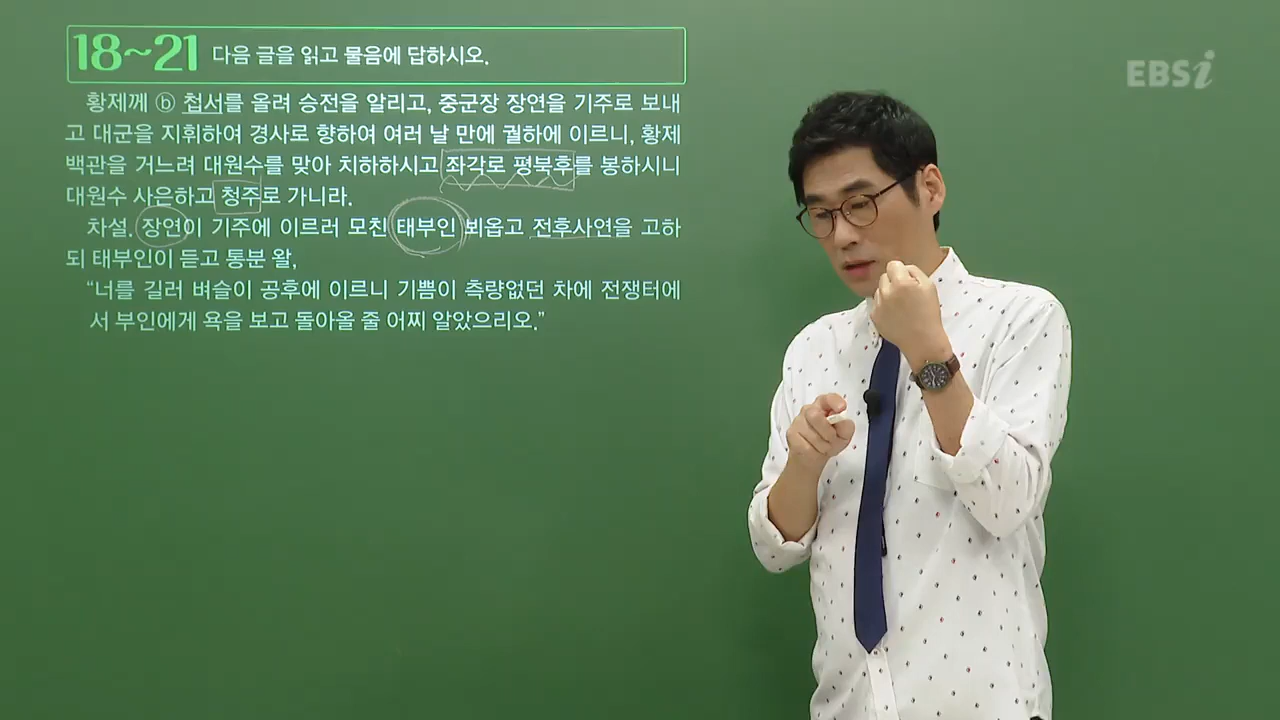 18~21 다음 글을 읽고 물음에 답하시오.
EBSi
황제께 ⓑ 첩서를 올려 승전을 알리고, 중군장 장연을 기주로 보내
고 대군을 지휘하여 경사로 향하여 여러 날 만에 궐하에 이르니, 황제
백관을 거느려 대원수를 맞아 치하하시고 좌각로 평북후를 봉하시니
대원수 사은하고 청주로 가니라.
차설. 장연이 기주에 이르러 모친 태부인 뵈옵고 전후사연을 고하
되 태부인이 듣고 통분 왈,
“너를 길러 벼슬이 공후에 이르니 기쁨이 측량없던 차에 전쟁터에
서 부인에게 욕을 보고 돌아올 줄 어찌 알았으리오.”